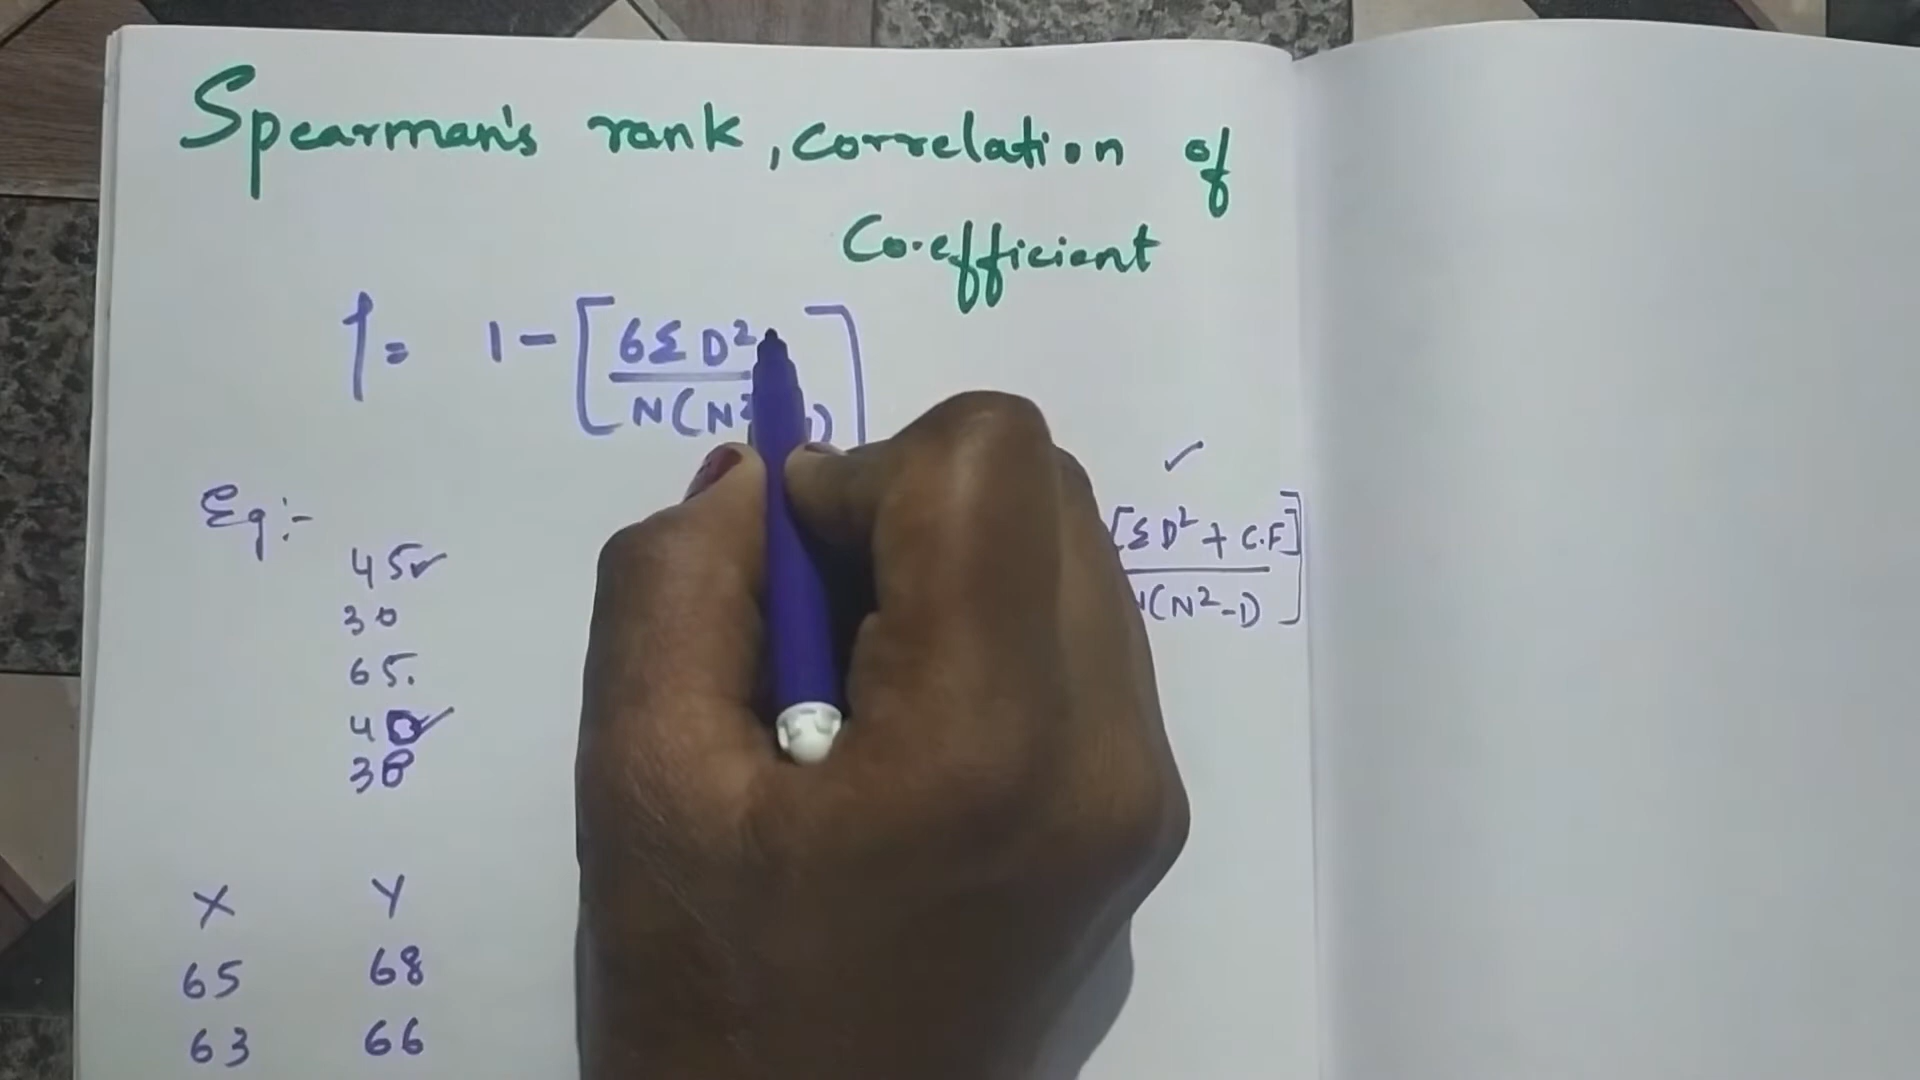 Spearman's rank, correlation of
Co-efficient
ρ = 1 - [6ΣD²
N(N² 1)]
✓
Eg:-
[ΣD² + C.F]
N(N²-1)
45✓
30
65.
40✓
38
X Y
65 68
63 66